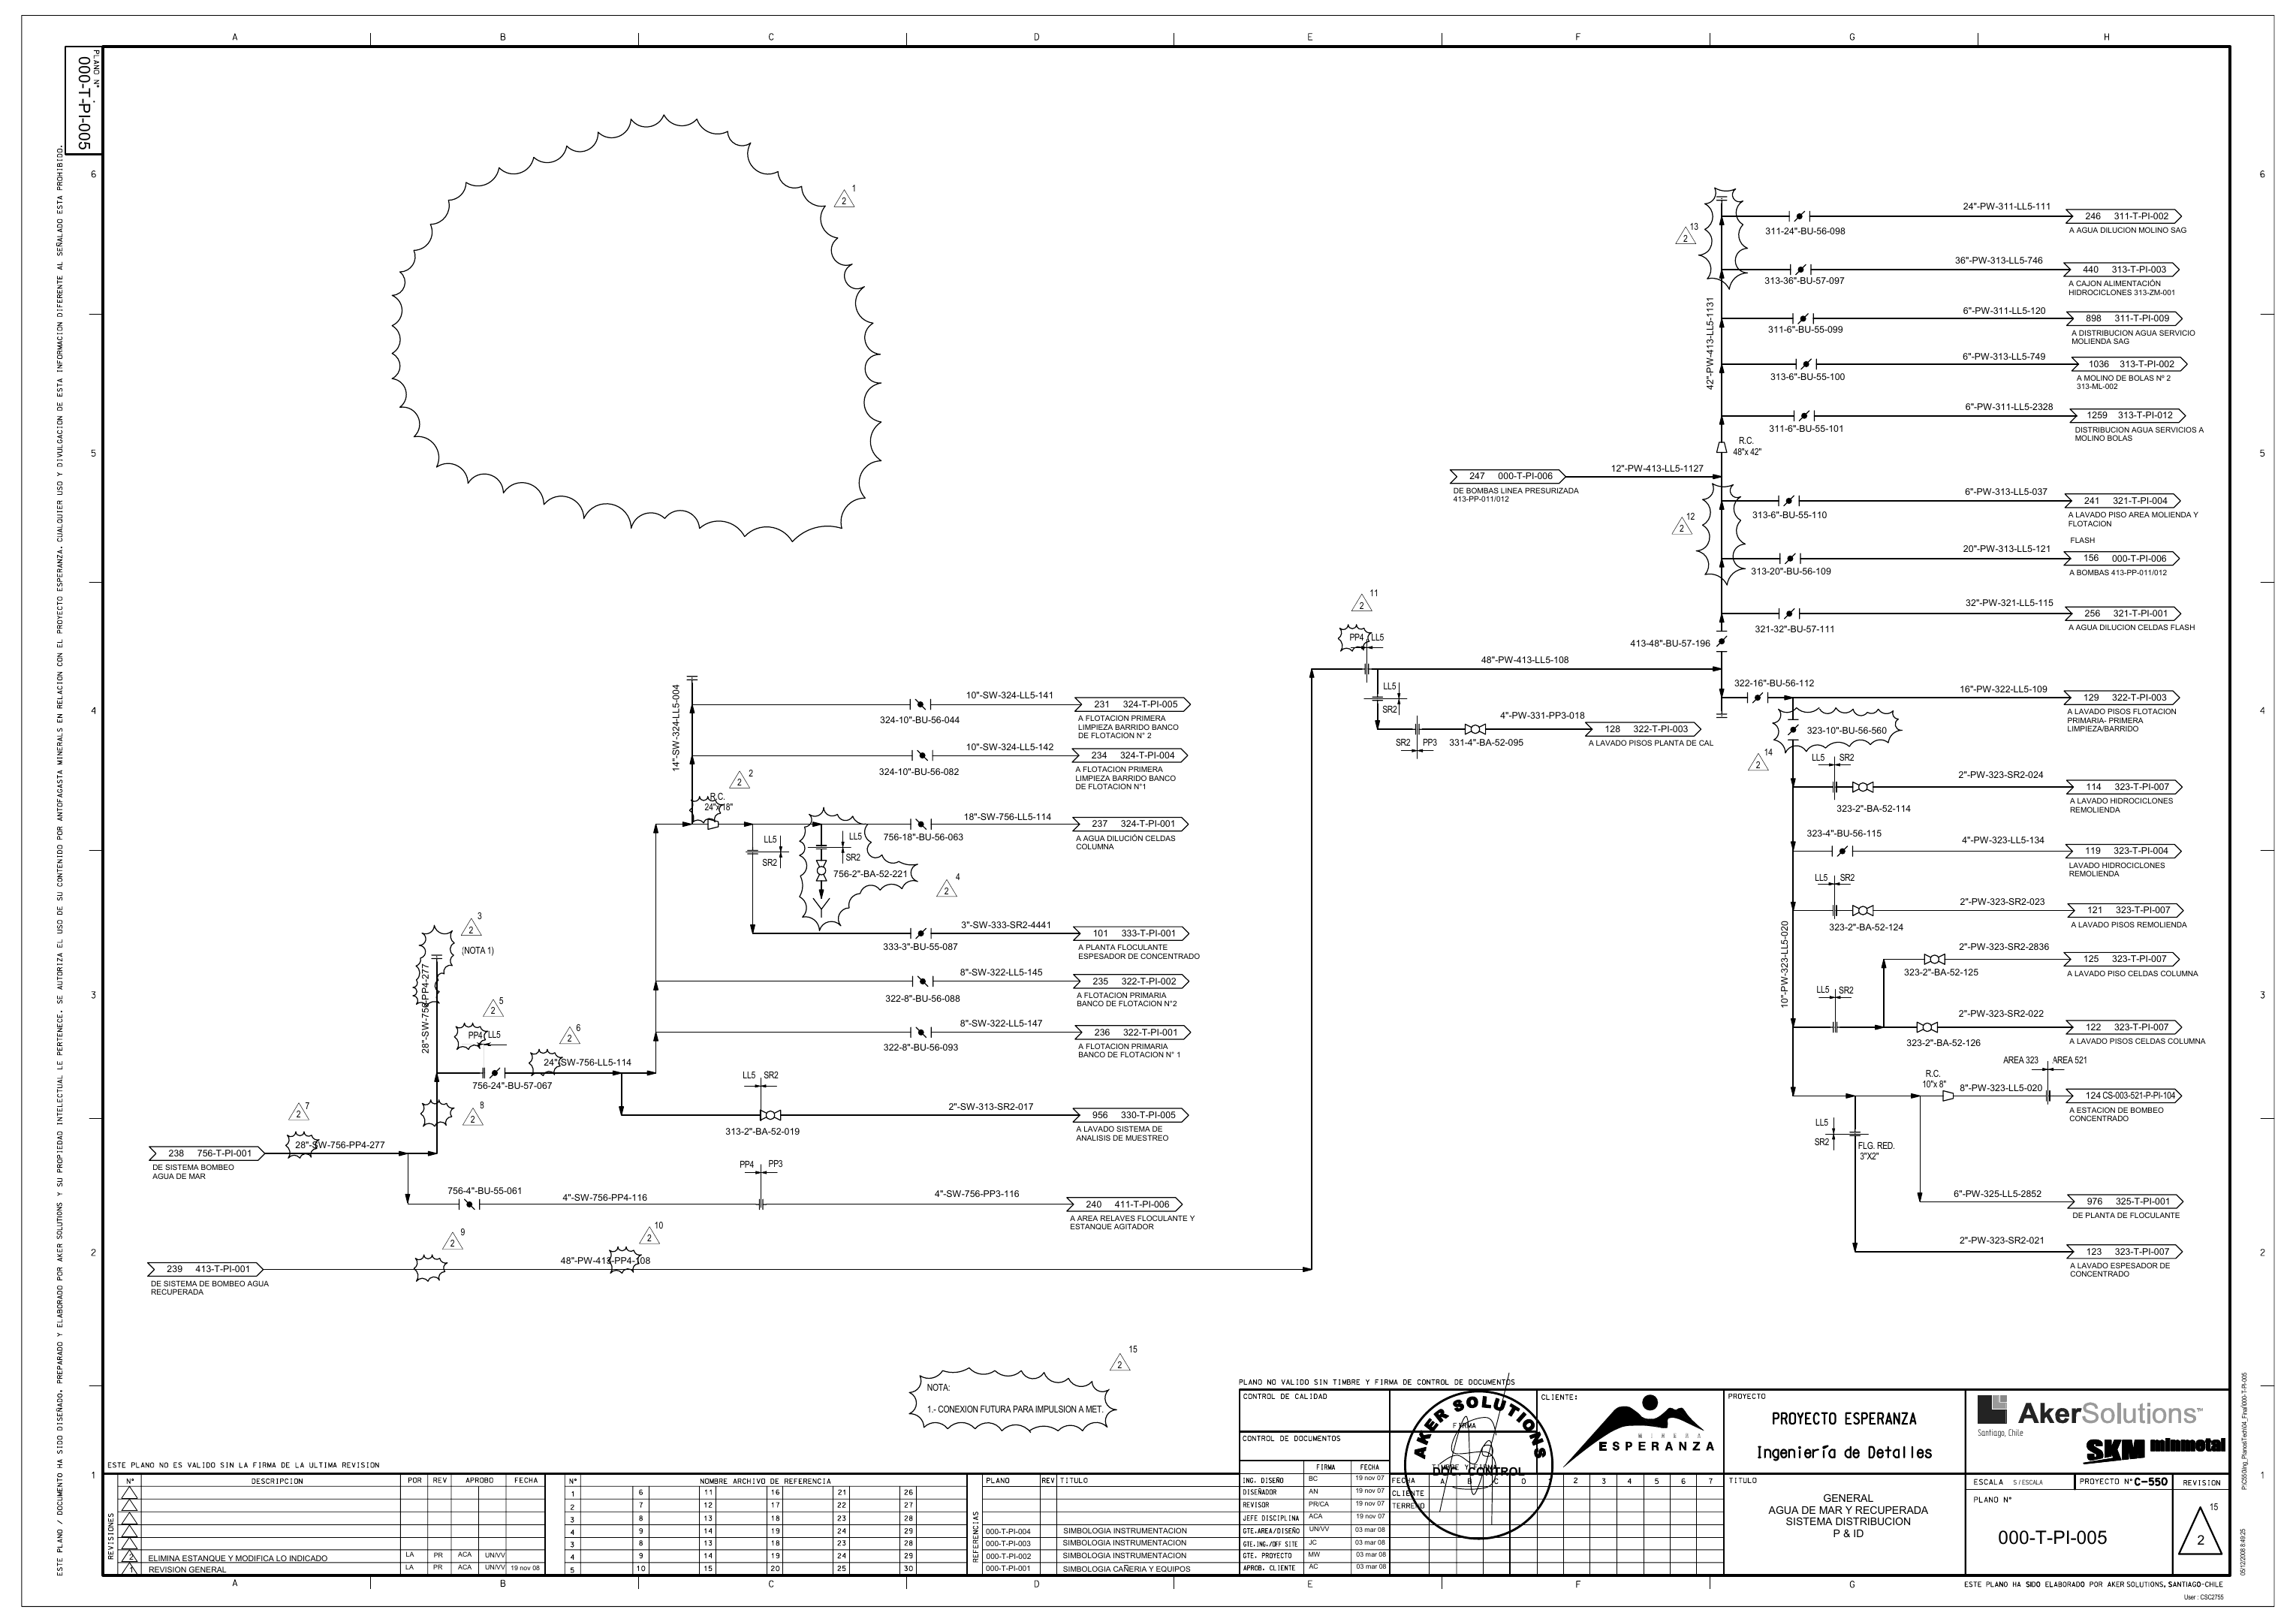 A B C D E F G H
PLANO N°
000-T-PI-005
ESTE PLANO / DOCUMENTO HA SIDO DISEÑADO, PREPARADO Y ELABORADO POR AKER SOLUTIONS Y SU PROPIEDAD INTELECTUAL LE PERTENECE. SE AUTORIZA EL USO DE SU CONTENIDO POR ANTOFAGASTA MINERALS EN RELACION CON EL PROYECTO ESPERANZA. CUALQUIER USO Y DIVULGACION DE ESTA INFORMACION DIFERENTE AL SEÑALADO ESTA PROHIBIDO.
6
5
4
3
2
1
2 1
2 13
24"-PW-311-LL5-111
311-24"-BU-56-098
246 311-T-PI-002
A AGUA DILUCION MOLINO SAG
36"-PW-313-LL5-746
313-36"-BU-57-097
440 313-T-PI-003
A CAJON ALIMENTACIÓN
HIDROCICLONES 313-ZM-001
42"-PW-413-LL5-1131
6"-PW-311-LL5-120
311-6"-BU-55-099
898 311-T-PI-009
A DISTRIBUCION AGUA SERVICIO
MOLIENDA SAG
6"-PW-313-LL5-749
313-6"-BU-55-100
1036 313-T-PI-002
A MOLINO DE BOLAS Nº 2
313-ML-002
6"-PW-311-LL5-2328
311-6"-BU-55-101
1259 313-T-PI-012
DISTRIBUCION AGUA SERVICIOS A
MOLINO BOLAS
R.C.
48"x 42"
12"-PW-413-LL5-1127
247 000-T-PI-006
DE BOMBAS LINEA PRESURIZADA
413-PP-011/012
2 12
6"-PW-313-LL5-037
313-6"-BU-55-110
241 321-T-PI-004
A LAVADO PISO AREA MOLIENDA Y
FLOTACION
FLASH
20"-PW-313-LL5-121
313-20"-BU-56-109
156 000-T-PI-006
A BOMBAS 413-PP-011/012
32"-PW-321-LL5-115
321-32"-BU-57-111
256 321-T-PI-001
A AGUA DILUCION CELDAS FLASH
413-48"-BU-57-196
2 11
PP4 LL5
48"-PW-413-LL5-108
LL5
SR2
4"-PW-331-PP3-018
SR2 PP3
331-4"-BA-52-095
128 322-T-PI-003
A LAVADO PISOS PLANTA DE CAL
322-16"-BU-56-112
16"-PW-322-LL5-109
129 322-T-PI-003
A LAVADO PISOS FLOTACION
PRIMARIA- PRIMERA
LIMPIEZA/BARRIDO
323-10"-BU-56-560
2 14
LL5 SR2
2"-PW-323-SR2-024
323-2"-BA-52-114
114 323-T-PI-007
A LAVADO HIDROCICLONES
REMOLIENDA
323-4"-BU-56-115
4"-PW-323-LL5-134
119 323-T-PI-004
LAVADO HIDROCICLONES
REMOLIENDA
LL5 SR2
2"-PW-323-SR2-023
323-2"-BA-52-124
121 323-T-PI-007
A LAVADO PISOS REMOLIENDA
10"-PW-323-LL5-020
2"-PW-323-SR2-2836
323-2"-BA-52-125
125 323-T-PI-007
A LAVADO PISO CELDAS COLUMNA
LL5 SR2
2"-PW-323-SR2-022
323-2"-BA-52-126
122 323-T-PI-007
A LAVADO PISOS CELDAS COLUMNA
AREA 323 AREA 521
R.C.
10"x 8"
8"-PW-323-LL5-020
124 CS-003-521-P-PI-104
A ESTACION DE BOMBEO
CONCENTRADO
LL5
SR2
FLG. RED.
3"X2"
6"-PW-325-LL5-2852
976 325-T-PI-001
DE PLANTA DE FLOCULANTE
2"-PW-323-SR2-021
123 323-T-PI-007
A LAVADO ESPESADOR DE
CONCENTRADO
14"-SW-324-LL5-004
10"-SW-324-LL5-141
324-10"-BU-56-044
231 324-T-PI-005
A FLOTACION PRIMERA
LIMPIEZA BARRIDO BANCO
DE FLOTACION N° 2
10"-SW-324-LL5-142
324-10"-BU-56-082
234 324-T-PI-004
A FLOTACION PRIMERA
LIMPIEZA BARRIDO BANCO
DE FLOTACION N°1
2 2
R.C.
24"x 18"
18"-SW-756-LL5-114
756-18"-BU-56-063
237 324-T-PI-001
A AGUA DILUCIÓN CELDAS
COLUMNA
LL5
SR2
LL5
SR2
756-2"-BA-52-221
2 4
3"-SW-333-SR2-4441
333-3"-BU-55-087
101 333-T-PI-001
A PLANTA FLOCULANTE
ESPESADOR DE CONCENTRADO
8"-SW-322-LL5-145
322-8"-BU-56-088
235 322-T-PI-002
A FLOTACION PRIMARIA
BANCO DE FLOTACION N°2
8"-SW-322-LL5-147
322-8"-BU-56-093
236 322-T-PI-001
A FLOTACION PRIMARIA
BANCO DE FLOTACION N° 1
2 3
(NOTA 1)
28"-SW-756-PP4-277
2 5
PP4 LL5
2 6
24"-SW-756-LL5-114
756-24"-BU-57-067
LL5 SR2
2"-SW-313-SR2-017
313-2"-BA-52-019
956 330-T-PI-005
A LAVADO SISTEMA DE
ANALISIS DE MUESTREO
2 7
2 8
28"-SW-756-PP4-277
238 756-T-PI-001
DE SISTEMA BOMBEO
AGUA DE MAR
PP4 PP3
756-4"-BU-55-061
4"-SW-756-PP4-116
4"-SW-756-PP3-116
240 411-T-PI-006
A AREA RELAVES FLOCULANTE Y
ESTANQUE AGITADOR
2 9
2 10
48"-PW-413-PP4-108
239 413-T-PI-001
DE SISTEMA DE BOMBEO AGUA
RECUPERADA
2 15
NOTA:
1.- CONEXION FUTURA PARA IMPULSION A MET.
PLANO NO VALIDO SIN TIMBRE Y FIRMA DE CONTROL DE DOCUMENTOS
CONTROL DE CALIDAD
CONTROL DE DOCUMENTOS
FIRMA
AKER SOLUTIONS
DOC. CONTROL
CLIENTE:
MINERA
ESPERANZA
PROYECTO
PROYECTO ESPERANZA
Ingeniería de Detalles
AkerSolutions™
Santiago, Chile
SKM minmetal
ESTE PLANO NO ES VALIDO SIN LA FIRMA DE LA ULTIMA REVISION
REVISIONES
N° DESCRIPCION POR REV APROBO FECHA
2 ELIMINA ESTANQUE Y MODIFICA LO INDICADO LA PR ACA UN/VV
1 REVISION GENERAL LA PR ACA UN/VV 19 nov 08
N° NOMBRE ARCHIVO DE REFERENCIA
1 6 11 16 21 26
2 7 12 17 22 27
3 8 13 18 23 28
4 9 14 19 24 29
3 8 13 18 23 28
4 9 14 19 24 29
5 10 15 20 25 30
REFERENCIAS
PLANO REV TITULO
000-T-PI-004 SIMBOLOGIA INSTRUMENTACION
000-T-PI-003 SIMBOLOGIA INSTRUMENTACION
000-T-PI-002 SIMBOLOGIA INSTRUMENTACION
000-T-PI-001 SIMBOLOGIA CAÑERIA Y EQUIPOS
FIRMA FECHA
ING. DISEÑO BC 19 nov 07
DISEÑADOR AN 19 nov 07
REVISOR PR/CA 19 nov 07
JEFE DISCIPLINA ACA 19 nov 07
GTE.AREA/DISEÑO UN/VV 03 mar 08
GTE.ING./OFF SITE JC 03 mar 08
GTE. PROYECTO MW 03 mar 08
APROB. CLIENTE AC 03 mar 08
FECHA A B C 0 1 2 3 4 5 6 7
CLIENTE
TERRENO
TITULO
GENERAL
AGUA DE MAR Y RECUPERADA
SISTEMA DISTRIBUCION
P & ID
ESCALA S/ESCALA
PROYECTO N° C-550
REVISION
PLANO N°
000-T-PI-005
2 15
ESTE PLANO HA SIDO ELABORADO POR AKER SOLUTIONS, SANTIAGO-CHILE
User : CSC2755
05/12/2008 8:49:25
A B C D E F G